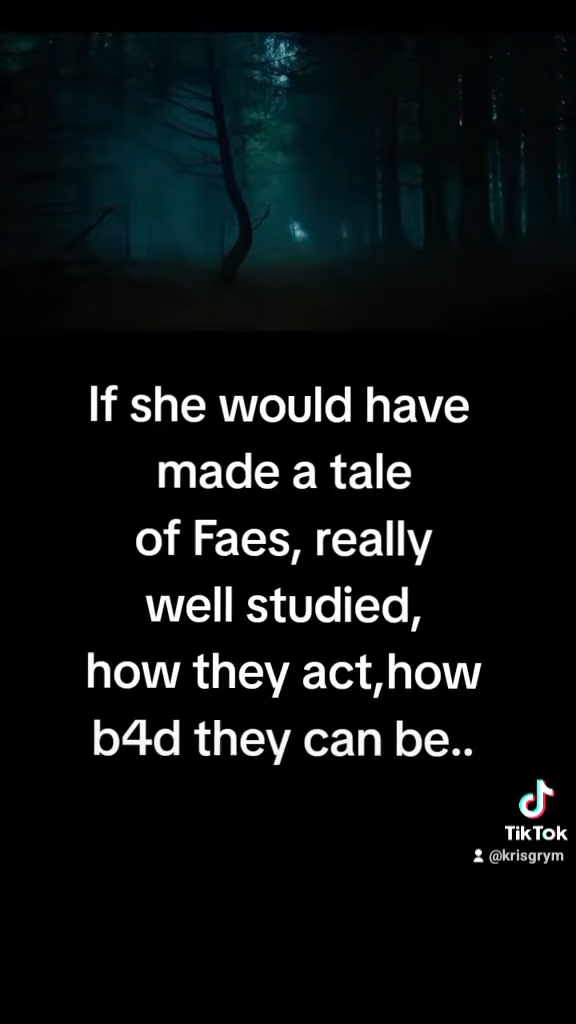 If she would have
made a tale
of Faes, really
well studied,
how they act,how
b4d they can be..
TikTok
@krisgrym